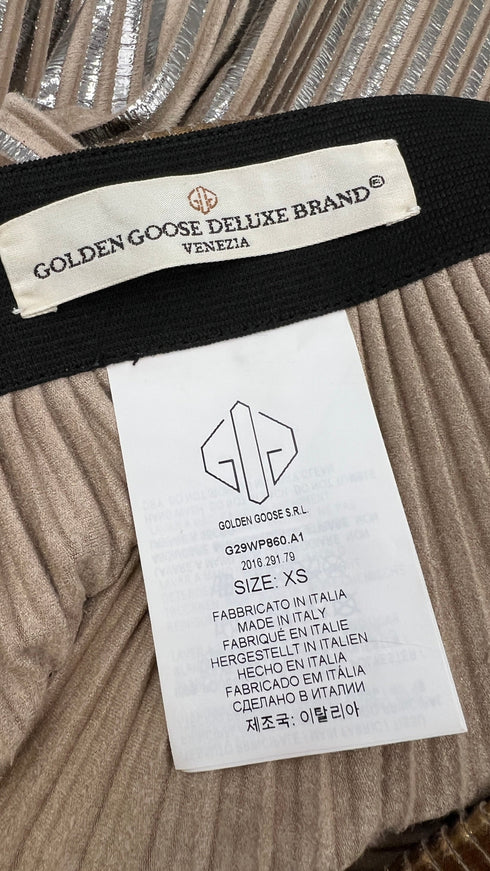 GOLDEN GOOSE DELUXE BRAND®
VENEZIA
GOLDEN GOOSE S.R.L.
G29WP860.A1
2016.291.79
SIZE: XS
FABBRICATO IN ITALIA
MADE IN ITALY
FABRIQUÉ EN ITALIE
HERGESTELLT IN ITALIEN
HECHO EN ITALIA
FABRICADO EM ITÁLIA
СДЕЛАНО В ИТАЛИИ
제조국: 이탈리아